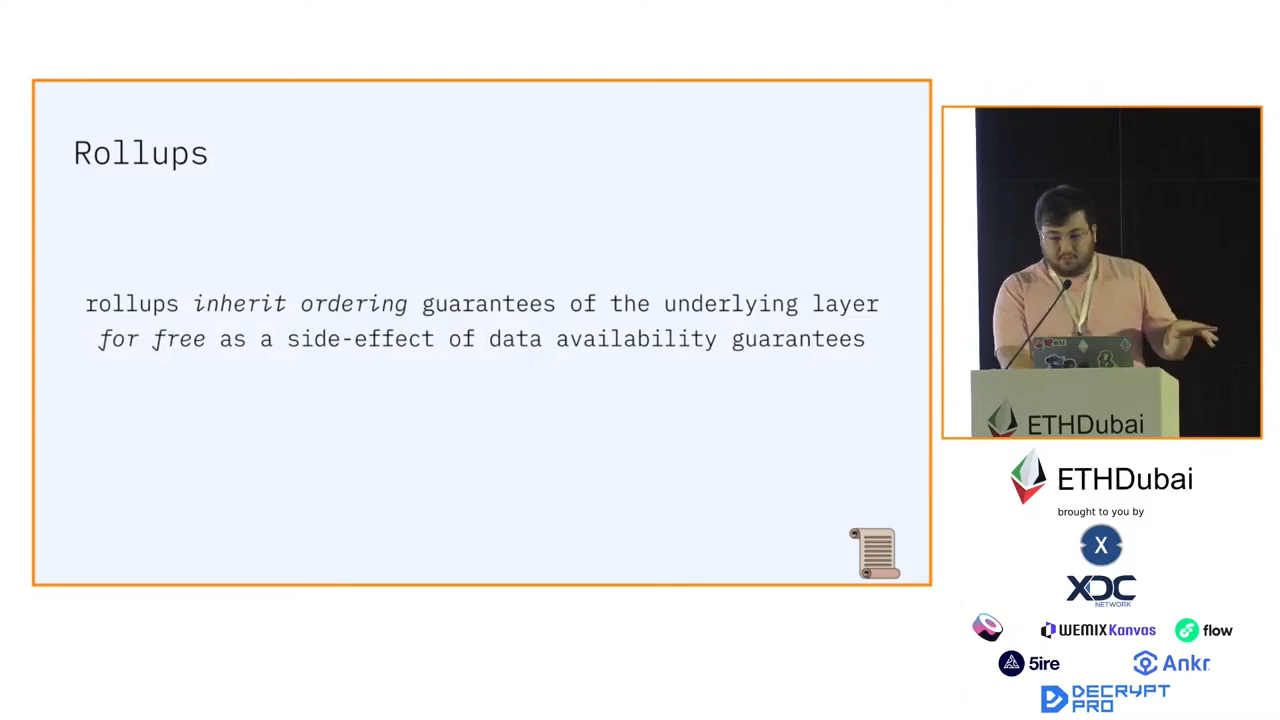 Rollups
rollups inherit ordering guarantees of the underlying layer
for free as a side-effect of data availability guarantees
ETHDubai
ETHDubai
brought to you by
X
XDC
NETWORK
WEMIX Kanvas
flow
5ire
Ankr
DECRYPT
PRO